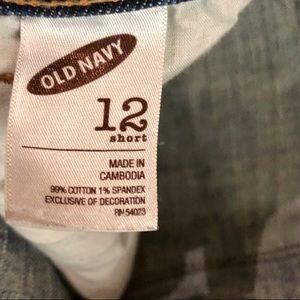 OLD NAVY
12
short
MADE IN
CAMBODIA
99% COTTON 1% SPANDEX
EXCLUSIVE OF DECORATION
RN 54023